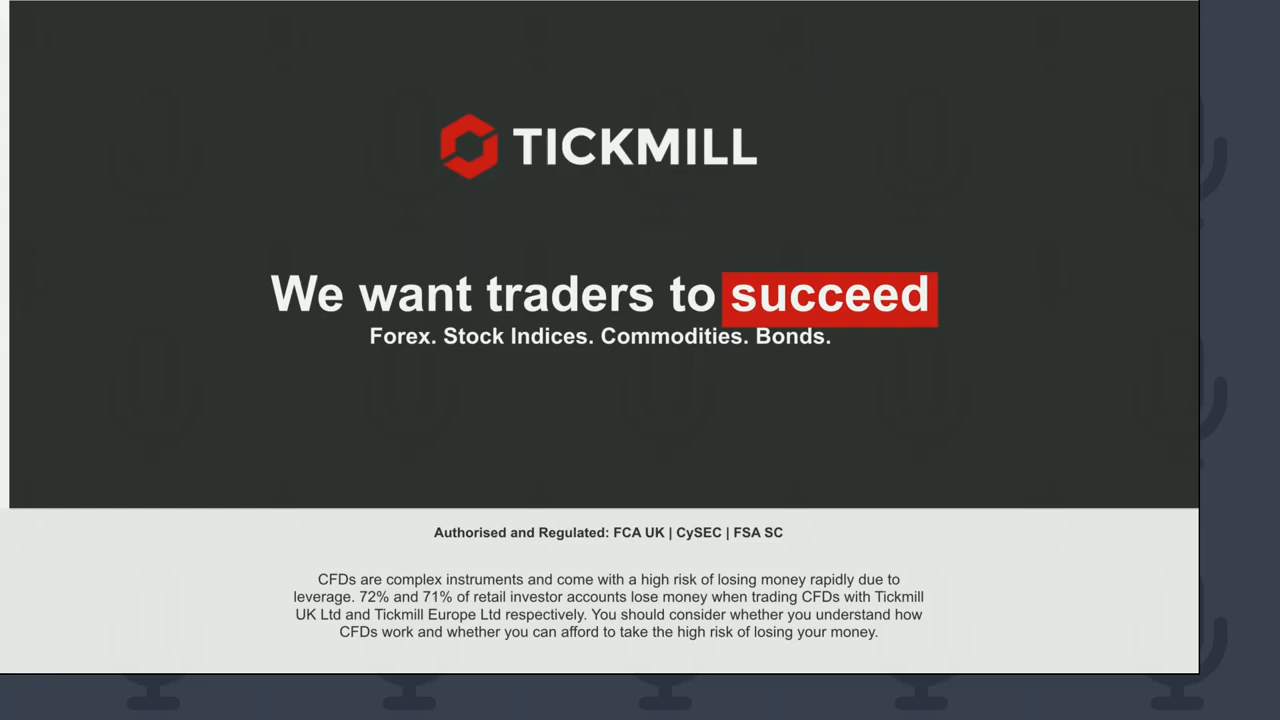 TICKMILL
We want traders to succeed
Forex. Stock Indices. Commodities. Bonds.
Authorised and Regulated: FCA UK | CySEC | FSA SC
CFDs are complex instruments and come with a high risk of losing money rapidly due to
leverage. 72% and 71% of retail investor accounts lose money when trading CFDs with Tickmill
UK Ltd and Tickmill Europe Ltd respectively. You should consider whether you understand how
CFDs work and whether you can afford to take the high risk of losing your money.